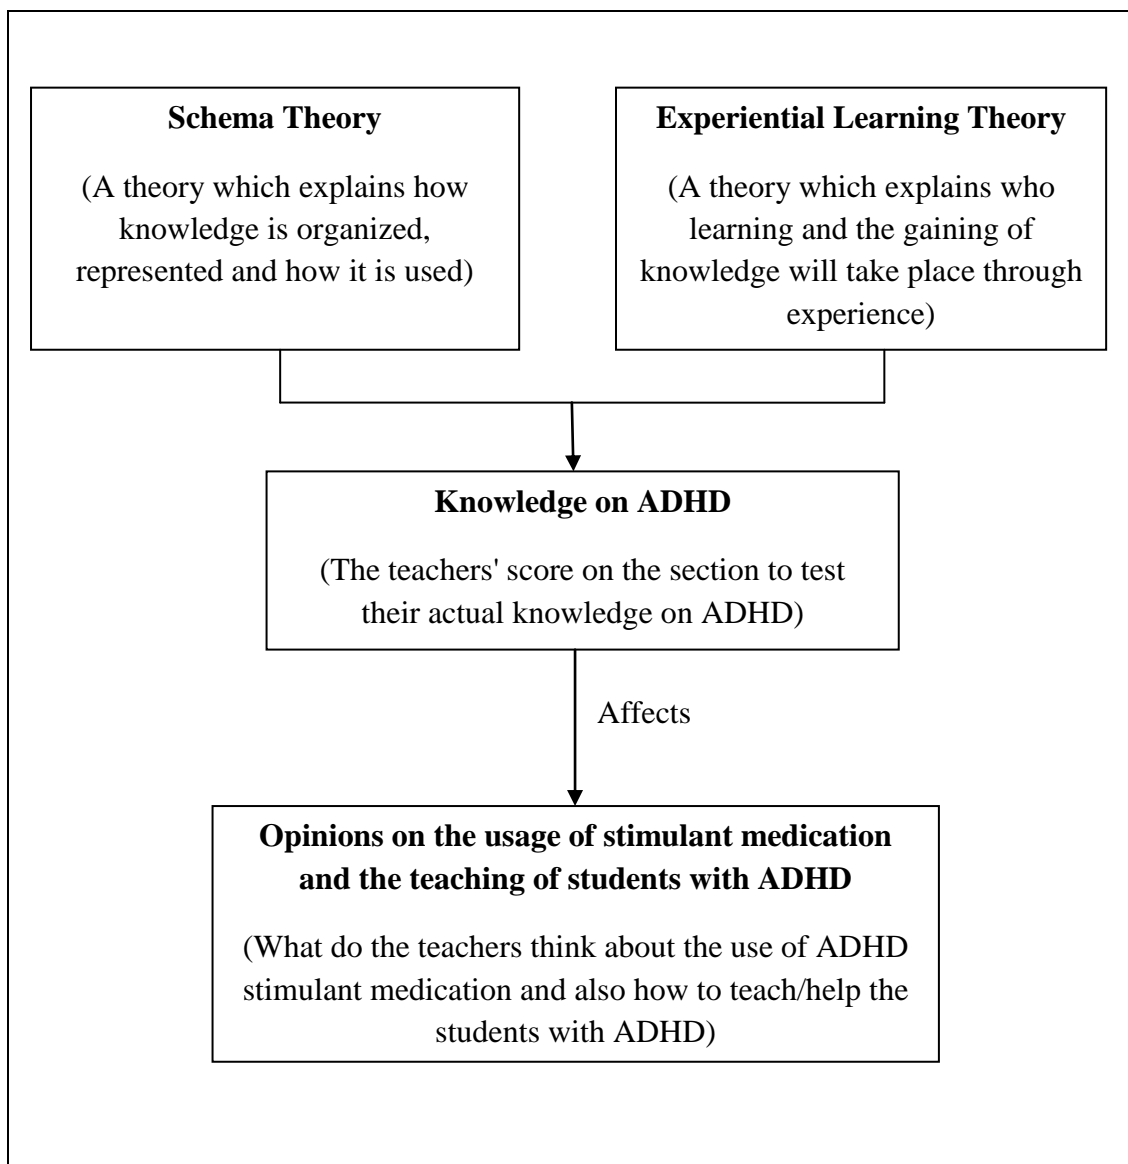 Schema Theory
(A theory which explains how
knowledge is organized,
represented and how it is used)
Experiential Learning Theory
(A theory which explains who
learning and the gaining of
knowledge will take place through
experience)
Knowledge on ADHD
(The teachers' score on the section to test
their actual knowledge on ADHD)
Affects
Opinions on the usage of stimulant medication
and the teaching of students with ADHD
(What do the teachers think about the use of ADHD
stimulant medication and also how to teach/help the
students with ADHD)